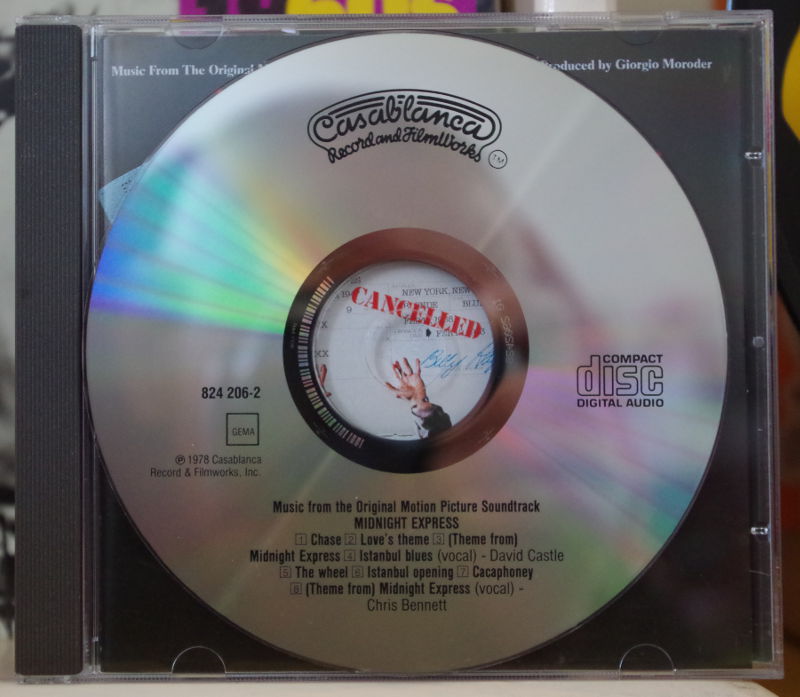 Music From The Original
Produced by Giorgio Moroder
Casablanca
Record and FilmWorks
TM
CANCELLED
NEW YORK, NEW
9
XX
824 206-2
GEMA
COMPACT
disc
DIGITAL AUDIO
℗ 1978 Casablanca
Record & Filmworks, Inc.
Music from the Original Motion Picture Soundtrack
MIDNIGHT EXPRESS
1 Chase 2 Love's theme 3 (Theme from)
Midnight Express 4 Istanbul blues (vocal) - David Castle
5 The wheel 6 Istanbul opening 7 Cacaphoney
8 (Theme from) Midnight Express (vocal) -
Chris Bennett